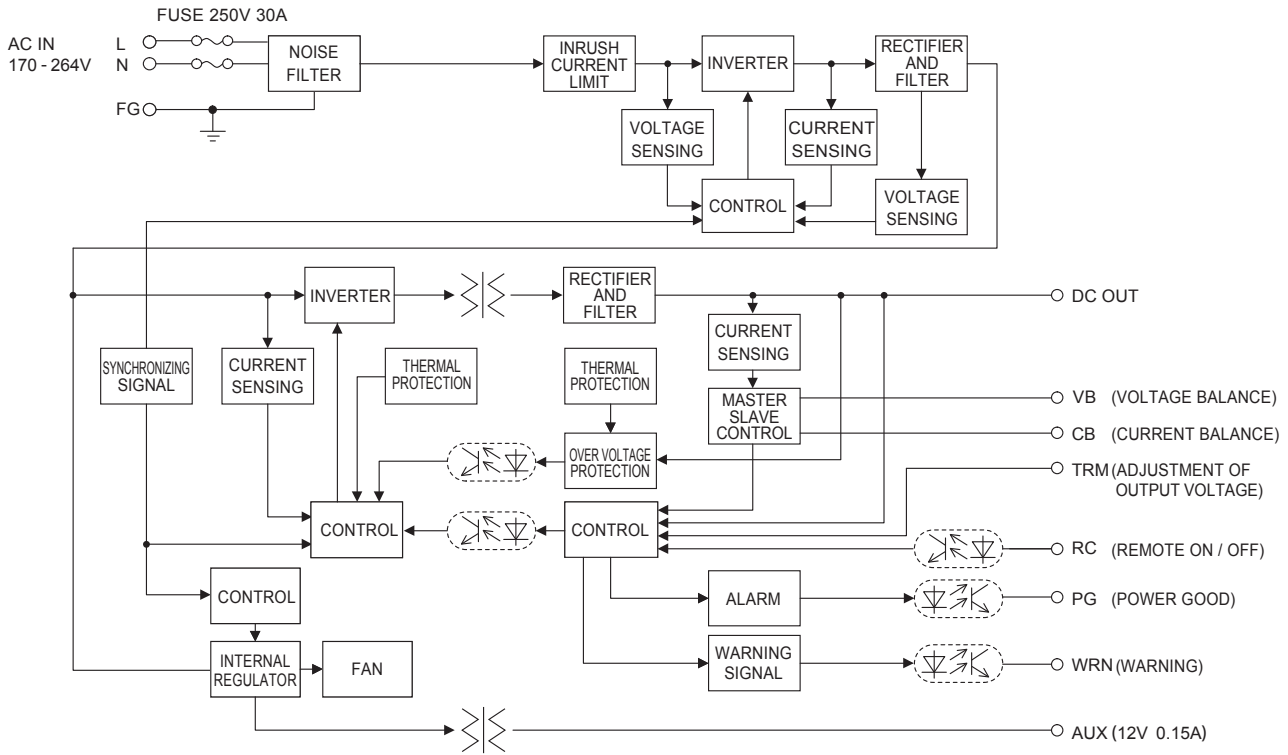 FUSE 250V 30A
AC IN
170 - 264V
L
N
FG
NOISE
FILTER
INRUSH
CURRENT
LIMIT
INVERTER
RECTIFIER
AND
FILTER
VOLTAGE
SENSING
CURRENT
SENSING
CONTROL
VOLTAGE
SENSING
INVERTER
RECTIFIER
AND
FILTER
DC OUT
SYNCHRONIZING
SIGNAL
CURRENT
SENSING
THERMAL
PROTECTION
THERMAL
PROTECTION
CURRENT
SENSING
MASTER
SLAVE
CONTROL
VB (VOLTAGE BALANCE)
CB (CURRENT BALANCE)
OVER VOLTAGE
PROTECTION
TRM (ADJUSTMENT OF
OUTPUT VOLTAGE)
CONTROL
CONTROL
RC (REMOTE ON / OFF)
CONTROL
ALARM
PG (POWER GOOD)
INTERNAL
REGULATOR
FAN
WARNING
SIGNAL
WRN (WARNING)
AUX (12V 0.15A)